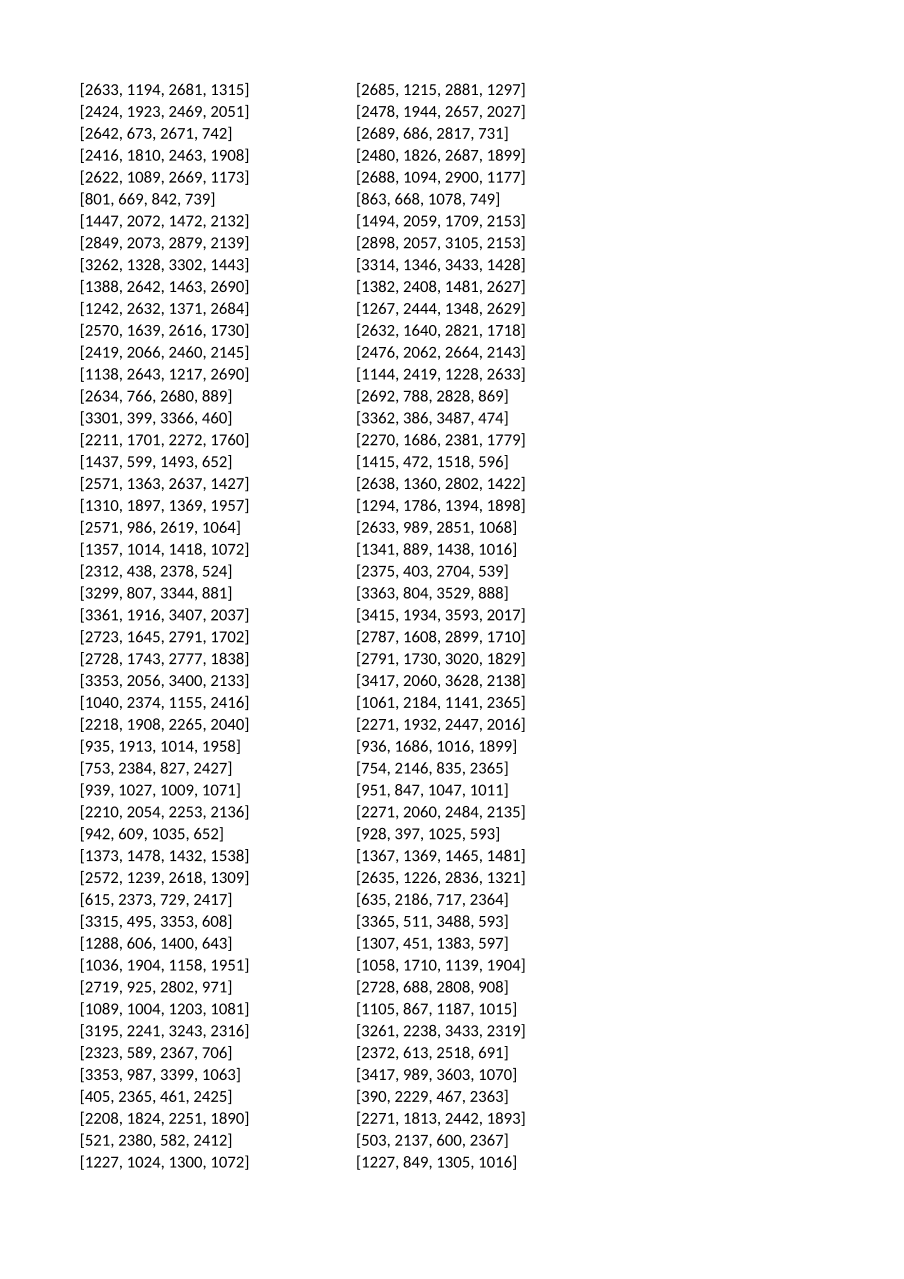 [2633, 1194, 2681, 1315] [2685, 1215, 2881, 1297]
[2424, 1923, 2469, 2051] [2478, 1944, 2657, 2027]
[2642, 673, 2671, 742] [2689, 686, 2817, 731]
[2416, 1810, 2463, 1908] [2480, 1826, 2687, 1899]
[2622, 1089, 2669, 1173] [2688, 1094, 2900, 1177]
[801, 669, 842, 739] [863, 668, 1078, 749]
[1447, 2072, 1472, 2132] [1494, 2059, 1709, 2153]
[2849, 2073, 2879, 2139] [2898, 2057, 3105, 2153]
[3262, 1328, 3302, 1443] [3314, 1346, 3433, 1428]
[1388, 2642, 1463, 2690] [1382, 2408, 1481, 2627]
[1242, 2632, 1371, 2684] [1267, 2444, 1348, 2629]
[2570, 1639, 2616, 1730] [2632, 1640, 2821, 1718]
[2419, 2066, 2460, 2145] [2476, 2062, 2664, 2143]
[1138, 2643, 1217, 2690] [1144, 2419, 1228, 2633]
[2634, 766, 2680, 889] [2692, 788, 2828, 869]
[3301, 399, 3366, 460] [3362, 386, 3487, 474]
[2211, 1701, 2272, 1760] [2270, 1686, 2381, 1779]
[1437, 599, 1493, 652] [1415, 472, 1518, 596]
[2571, 1363, 2637, 1427] [2638, 1360, 2802, 1422]
[1310, 1897, 1369, 1957] [1294, 1786, 1394, 1898]
[2571, 986, 2619, 1064] [2633, 989, 2851, 1068]
[1357, 1014, 1418, 1072] [1341, 889, 1438, 1016]
[2312, 438, 2378, 524] [2375, 403, 2704, 539]
[3299, 807, 3344, 881] [3363, 804, 3529, 888]
[3361, 1916, 3407, 2037] [3415, 1934, 3593, 2017]
[2723, 1645, 2791, 1702] [2787, 1608, 2899, 1710]
[2728, 1743, 2777, 1838] [2791, 1730, 3020, 1829]
[3353, 2056, 3400, 2133] [3417, 2060, 3628, 2138]
[1040, 2374, 1155, 2416] [1061, 2184, 1141, 2365]
[2218, 1908, 2265, 2040] [2271, 1932, 2447, 2016]
[935, 1913, 1014, 1958] [936, 1686, 1016, 1899]
[753, 2384, 827, 2427] [754, 2146, 835, 2365]
[939, 1027, 1009, 1071] [951, 847, 1047, 1011]
[2210, 2054, 2253, 2136] [2271, 2060, 2484, 2135]
[942, 609, 1035, 652] [928, 397, 1025, 593]
[1373, 1478, 1432, 1538] [1367, 1369, 1465, 1481]
[2572, 1239, 2618, 1309] [2635, 1226, 2836, 1321]
[615, 2373, 729, 2417] [635, 2186, 717, 2364]
[3315, 495, 3353, 608] [3365, 511, 3488, 593]
[1288, 606, 1400, 643] [1307, 451, 1383, 597]
[1036, 1904, 1158, 1951] [1058, 1710, 1139, 1904]
[2719, 925, 2802, 971] [2728, 688, 2808, 908]
[1089, 1004, 1203, 1081] [1105, 867, 1187, 1015]
[3195, 2241, 3243, 2316] [3261, 2238, 3433, 2319]
[2323, 589, 2367, 706] [2372, 613, 2518, 691]
[3353, 987, 3399, 1063] [3417, 989, 3603, 1070]
[405, 2365, 461, 2425] [390, 2229, 467, 2363]
[2208, 1824, 2251, 1890] [2271, 1813, 2442, 1893]
[521, 2380, 582, 2412] [503, 2137, 600, 2367]
[1227, 1024, 1300, 1072] [1227, 849, 1305, 1016]